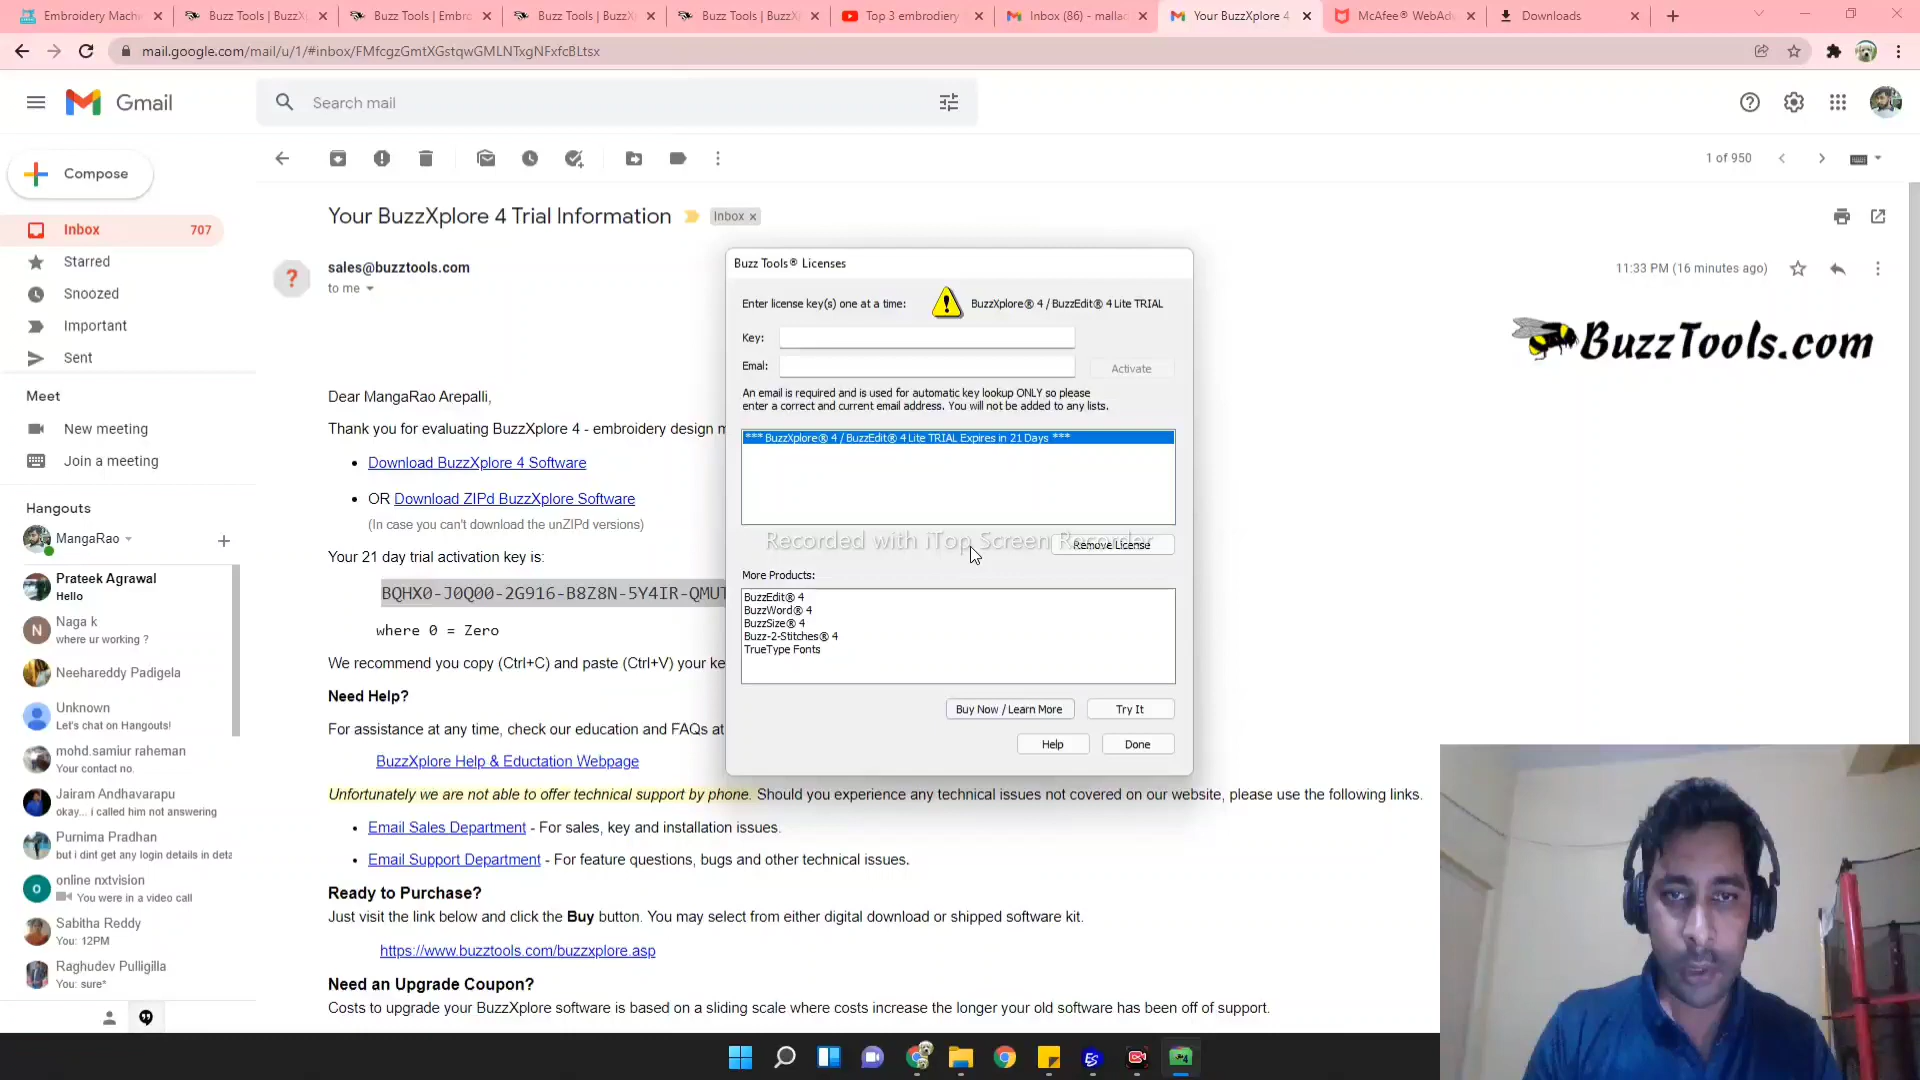 Embroidery Mach
Buzz Tools | BuzzX
Buzz Tools | Embro
Buzz Tools | BuzzX
Buzz Tools | BuzzX
Top 3 embrodiery
Inbox (86) - mallac
Your BuzzXplore 4
McAfee® WebAdv
Downloads
mail.google.com/mail/u/1/#inbox/FMfcgzGmtXGstqwGMLNTxgNFxfcBLtsx
Gmail
Search mail
Compose
1 of 950
Inbox 707
Starred
Snoozed
Important
Sent
Meet
New meeting
Join a meeting
Hangouts
MangaRao
Prateek Agrawal
Hello
N
Naga k
where ur working ?
Neehareddy Padigela
Unknown
Let's chat on Hangouts!
mohd.samiur raheman
Your contact no.
Jairam Andhavarapu
okay... i called him not answering
Purnima Pradhan
but i dint get any login details in deta
o
online nxtvision
You were in a video call
Sabitha Reddy
You: 12PM
Raghudev Pulligilla
You: sure*
Your BuzzXplore 4 Trial Information
Inbox x
?
sales@buzztools.com
to me
11:33 PM (16 minutes ago)
BuzzTools.com
Dear MangaRao Arepalli,
Thank you for evaluating BuzzXplore 4 - embroidery design m
• Download BuzzXplore 4 Software
• OR Download ZIPd BuzzXplore Software
(In case you can't download the unZIPd versions)
Your 21 day trial activation key is:
BQHX0-J0Q00-2G916-B8Z8N-5Y4IR-QMUT
where 0 = Zero
We recommend you copy (Ctrl+C) and paste (Ctrl+V) your ke
Need Help?
For assistance at any time, check our education and FAQs at
BuzzXplore Help & Eductation Webpage
Unfortunately we are not able to offer technical support by phone. Should you experience any technical issues not covered on our website, please use the following links.
• Email Sales Department - For sales, key and installation issues.
• Email Support Department - For feature questions, bugs and other technical issues.
Ready to Purchase?
Just visit the link below and click the Buy button. You may select from either digital download or shipped software kit.
https://www.buzztools.com/buzzxplore.asp
Need an Upgrade Coupon?
Costs to upgrade your BuzzXplore software is based on a sliding scale where costs increase the longer your old software has been off of support.
Buzz Tools® Licenses
Enter license key(s) one at a time:
BuzzXplore® 4 / BuzzEdit® 4 Lite TRIAL
Key:
Email:
Activate
An email is required and is used for automatic key lookup ONLY so please
enter a correct and current email address. You will not be added to any lists.
*** BuzzXplore® 4 / BuzzEdit® 4 Lite TRIAL Expires in 21 Days ***
Recorded with iTop Screen Recorder
Remove License
More Products:
BuzzEdit® 4
BuzzWord® 4
BuzzSize® 4
Buzz-2-Stitches® 4
TrueType Fonts
Buy Now / Learn More
Try It
Help
Done